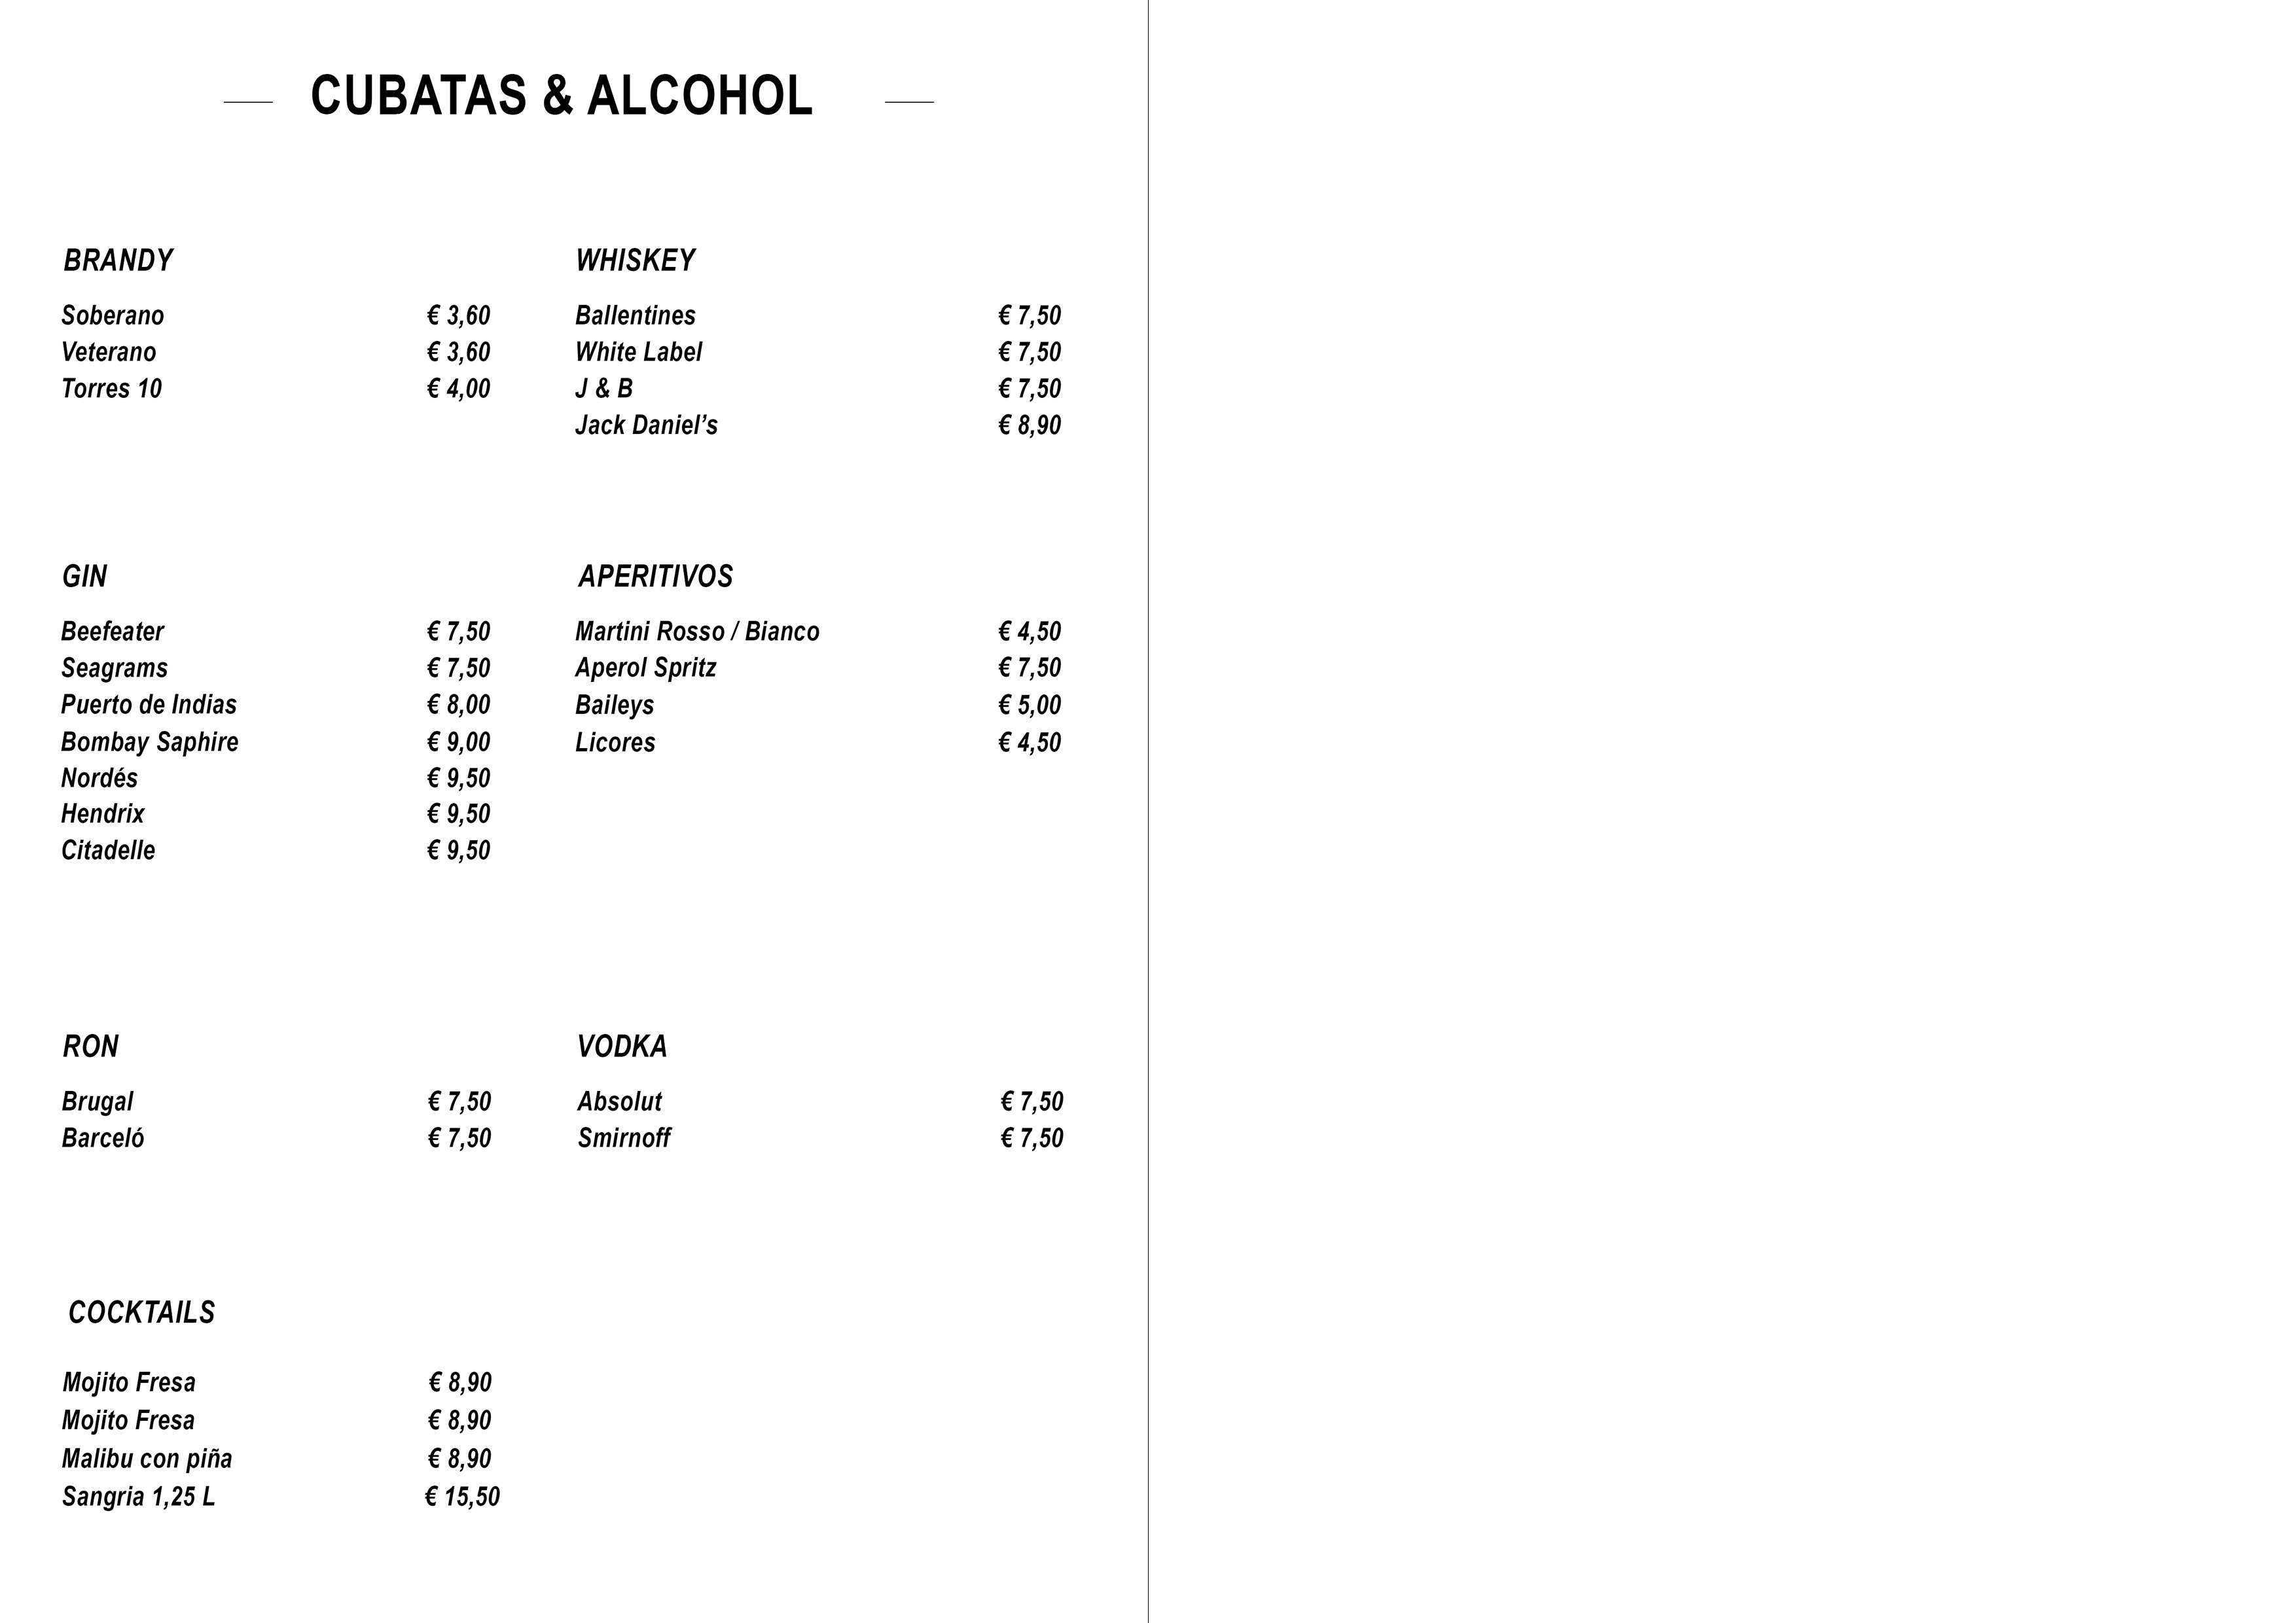 CUBATAS & ALCOHOL
BRANDY
Soberano € 3,60
Veterano € 3,60
Torres 10 € 4,00
WHISKEY
Ballentines € 7,50
White Label € 7,50
J & B € 7,50
Jack Daniel’s € 8,90
GIN
Beefeater € 7,50
Seagrams € 7,50
Puerto de Indias € 8,00
Bombay Saphire € 9,00
Nordés € 9,50
Hendrix € 9,50
Citadelle € 9,50
APERITIVOS
Martini Rosso / Bianco € 4,50
Aperol Spritz € 7,50
Baileys € 5,00
Licores € 4,50
RON
Brugal € 7,50
Barceló € 7,50
VODKA
Absolut € 7,50
Smirnoff € 7,50
COCKTAILS
Mojito Fresa € 8,90
Mojito Fresa € 8,90
Malibu con piña € 8,90
Sangria 1,25 L € 15,50